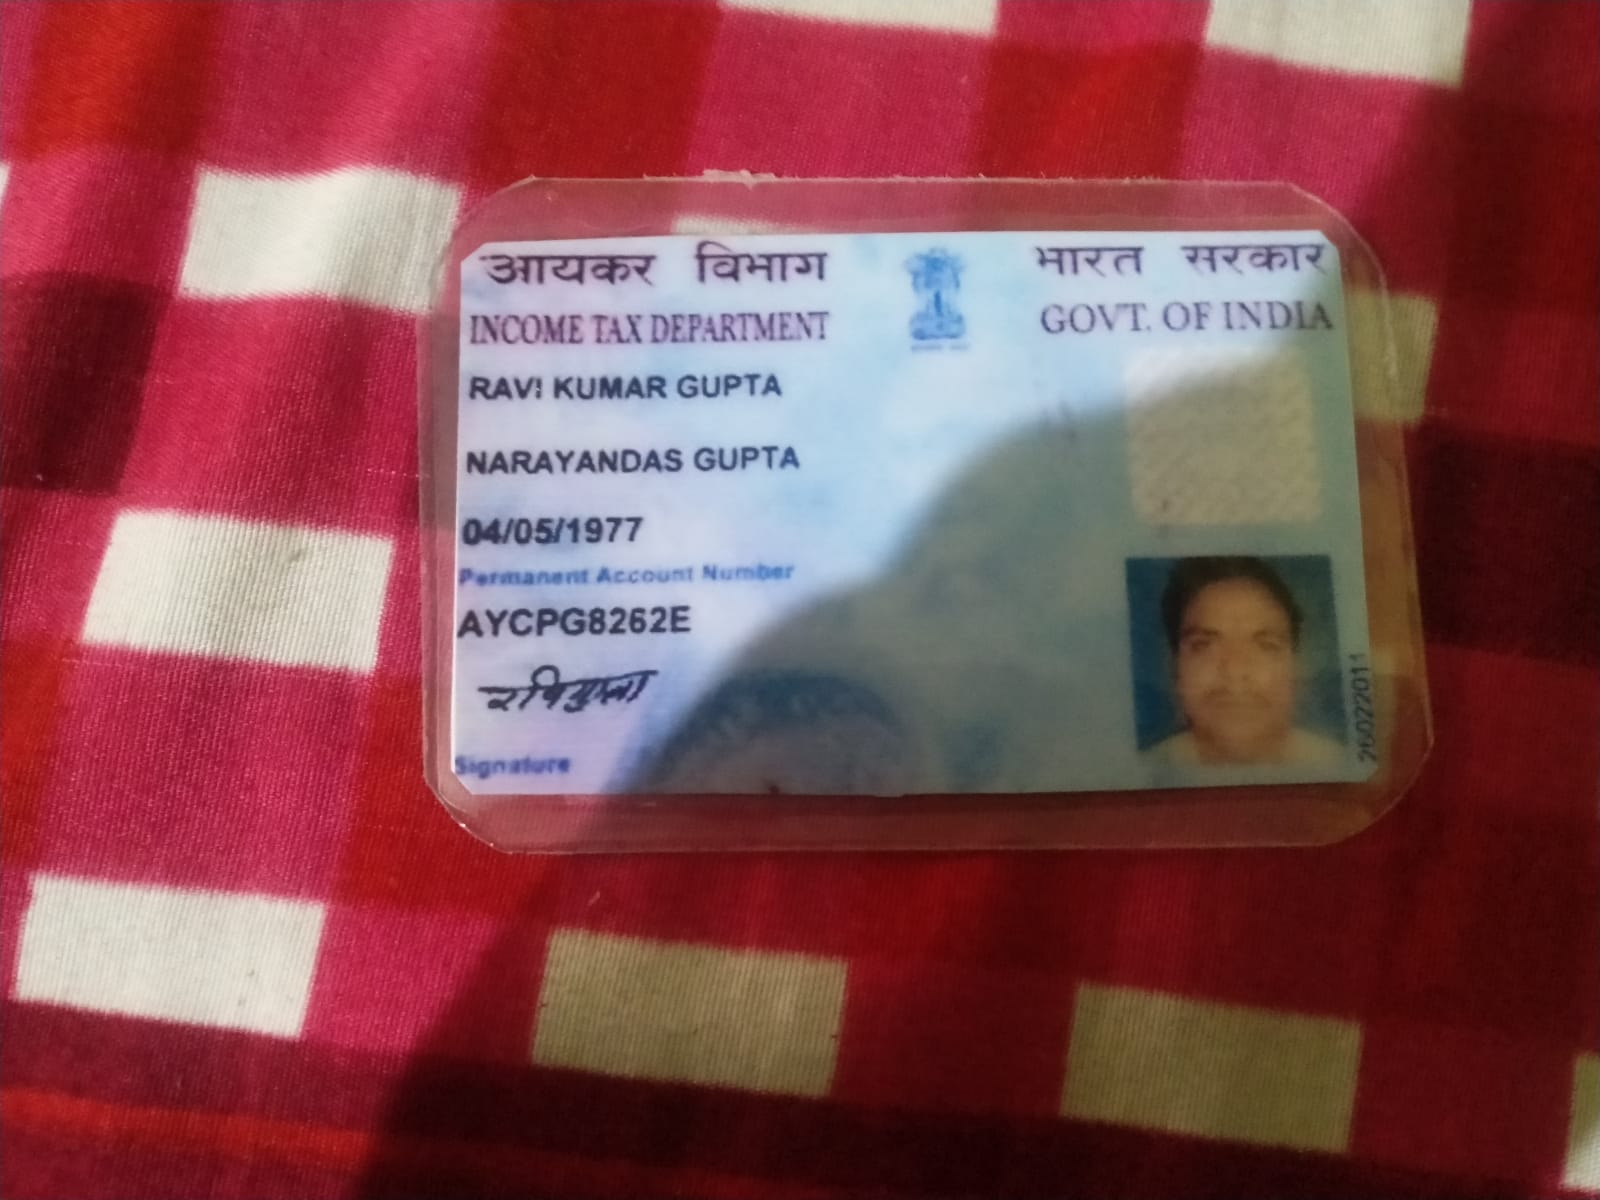 आयकर विभाग
INCOME TAX DEPARTMENT
भारत सरकार
GOVT. OF INDIA
RAVI KUMAR GUPTA
NARAYANDAS GUPTA
04/05/1977
Permanent Account Number
AYCPG8262E
Signature
26022011